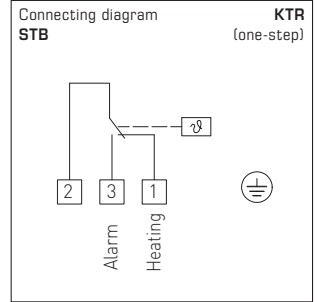 Connecting diagram KTR
STB (one-step)
ϑ
2 3 1
Alarm
Heating